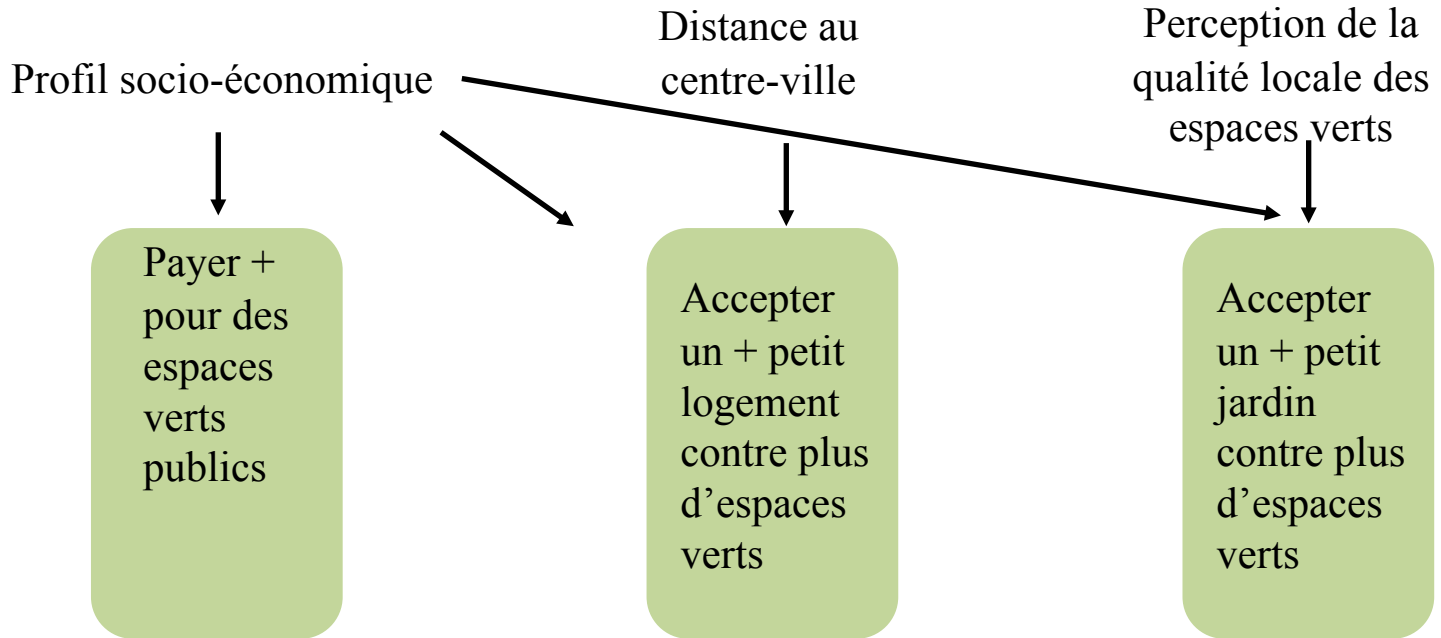 Profil socio-économique
Distance au
centre-ville
Perception de la
qualité locale des
espaces verts
Payer +
pour des
espaces
verts
publics
Accepter
un + petit
logement
contre plus
d’espaces
verts
Accepter
un + petit
jardin
contre plus
d’espaces
verts